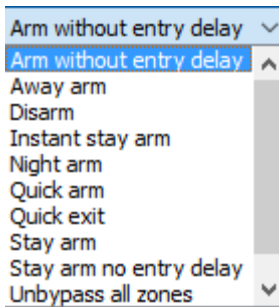 Arm without entry delay
Arm without entry delay
Away arm
Disarm
Instant stay arm
Night arm
Quick arm
Quick exit
Stay arm
Stay arm no entry delay
Unbypass all zones